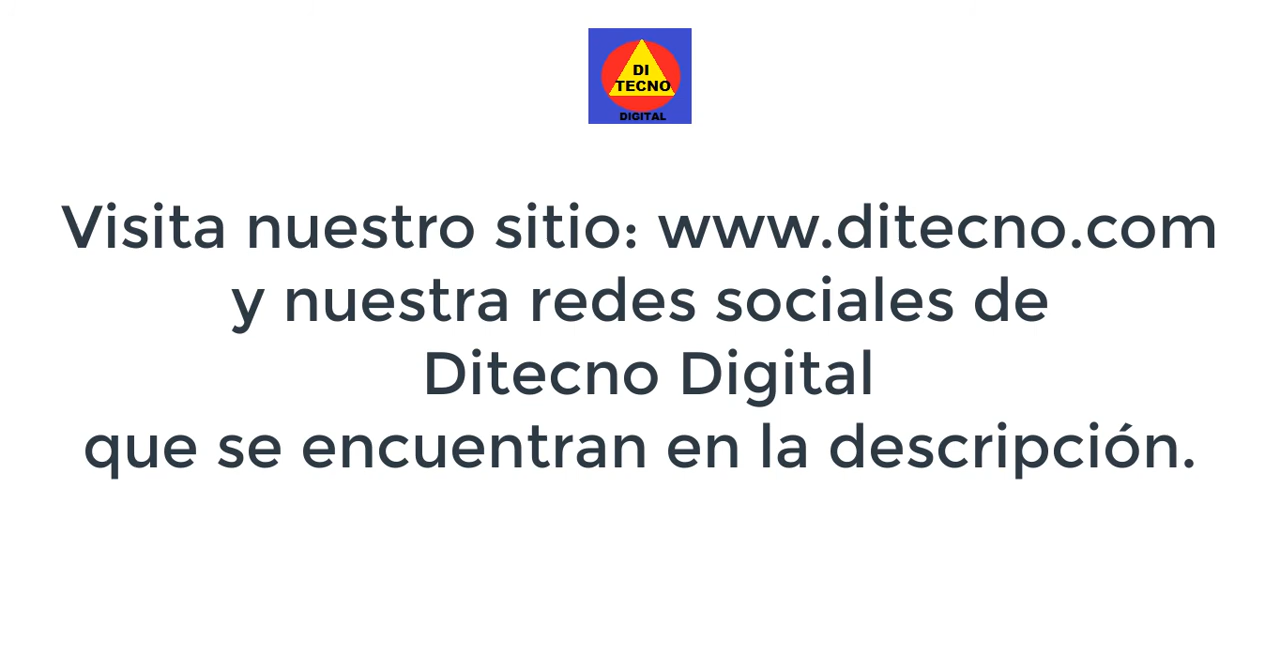 DI
TECNO
DIGITAL
Visita nuestro sitio: www.ditecno.com
y nuestra redes sociales de
Ditecno Digital
que se encuentran en la descripción.